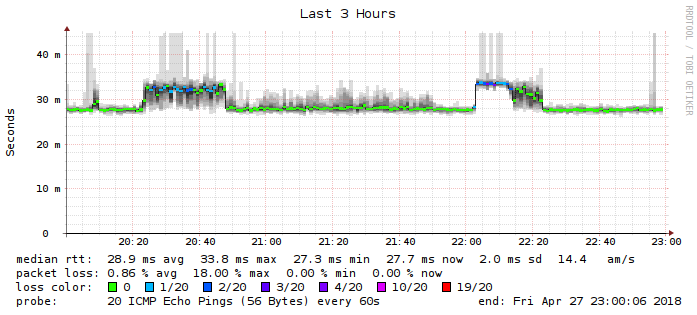 Last 3 Hours
RRDTOOL / TOBI OETIKER
Seconds
40 m
30 m
20 m
10 m
0
20:20 20:40 21:00 21:20 21:40 22:00 22:20 22:40 23:00
median rtt: 28.9 ms avg 33.8 ms max 27.3 ms min 27.7 ms now 2.0 ms sd 14.4 am/s
packet loss: 0.86 % avg 18.00 % max 0.00 % min 0.00 % now
loss color: 0 1/20 2/20 3/20 4/20 10/20 19/20
probe: 20 ICMP Echo Pings (56 Bytes) every 60s end: Fri Apr 27 23:00:06 2018